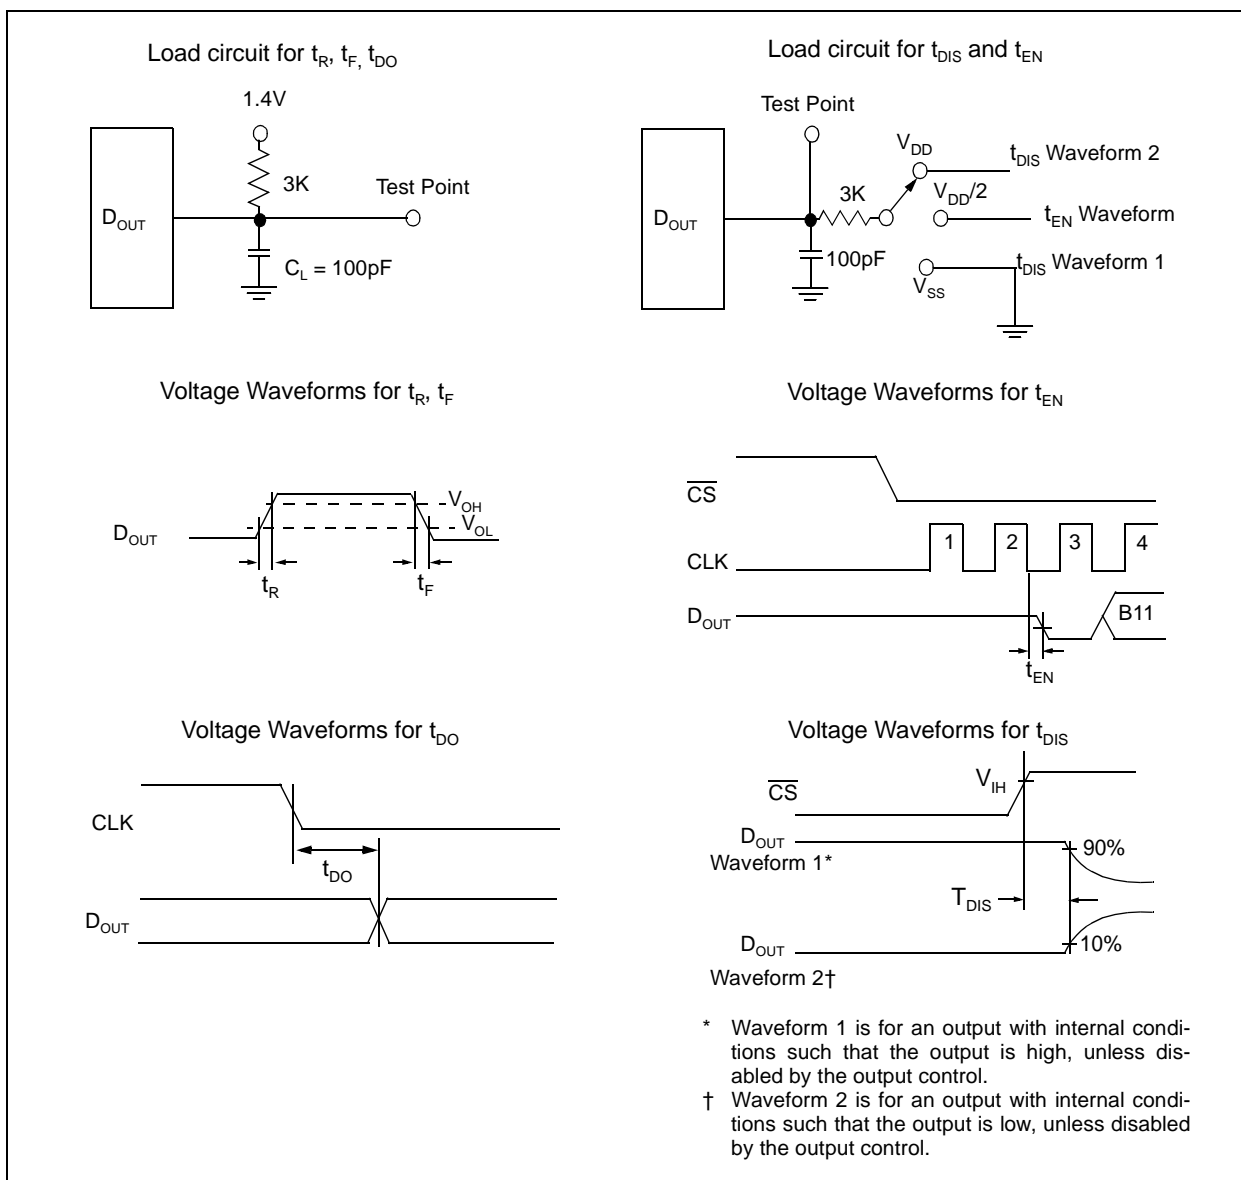 Load circuit for tR, tF, tDO
1.4V
3K
Test Point
DOUT
CL = 100pF
Load circuit for tDIS and tEN
Test Point
VDD
tDIS Waveform 2
3K
VDD/2
DOUT
tEN Waveform
100pF
tDIS Waveform 1
VSS
Voltage Waveforms for tR, tF
VOH
VOL
DOUT
tR
tF
Voltage Waveforms for tEN
CS
1 2 3 4
CLK
DOUT
B11
tEN
Voltage Waveforms for tDO
CLK
tDO
DOUT
Voltage Waveforms for tDIS
VIH
CS
DOUT
90%
Waveform 1*
TDIS
DOUT
10%
Waveform 2†
* Waveform 1 is for an output with internal condi-
tions such that the output is high, unless dis-
abled by the output control.
† Waveform 2 is for an output with internal condi-
tions such that the output is low, unless disabled
by the output control.